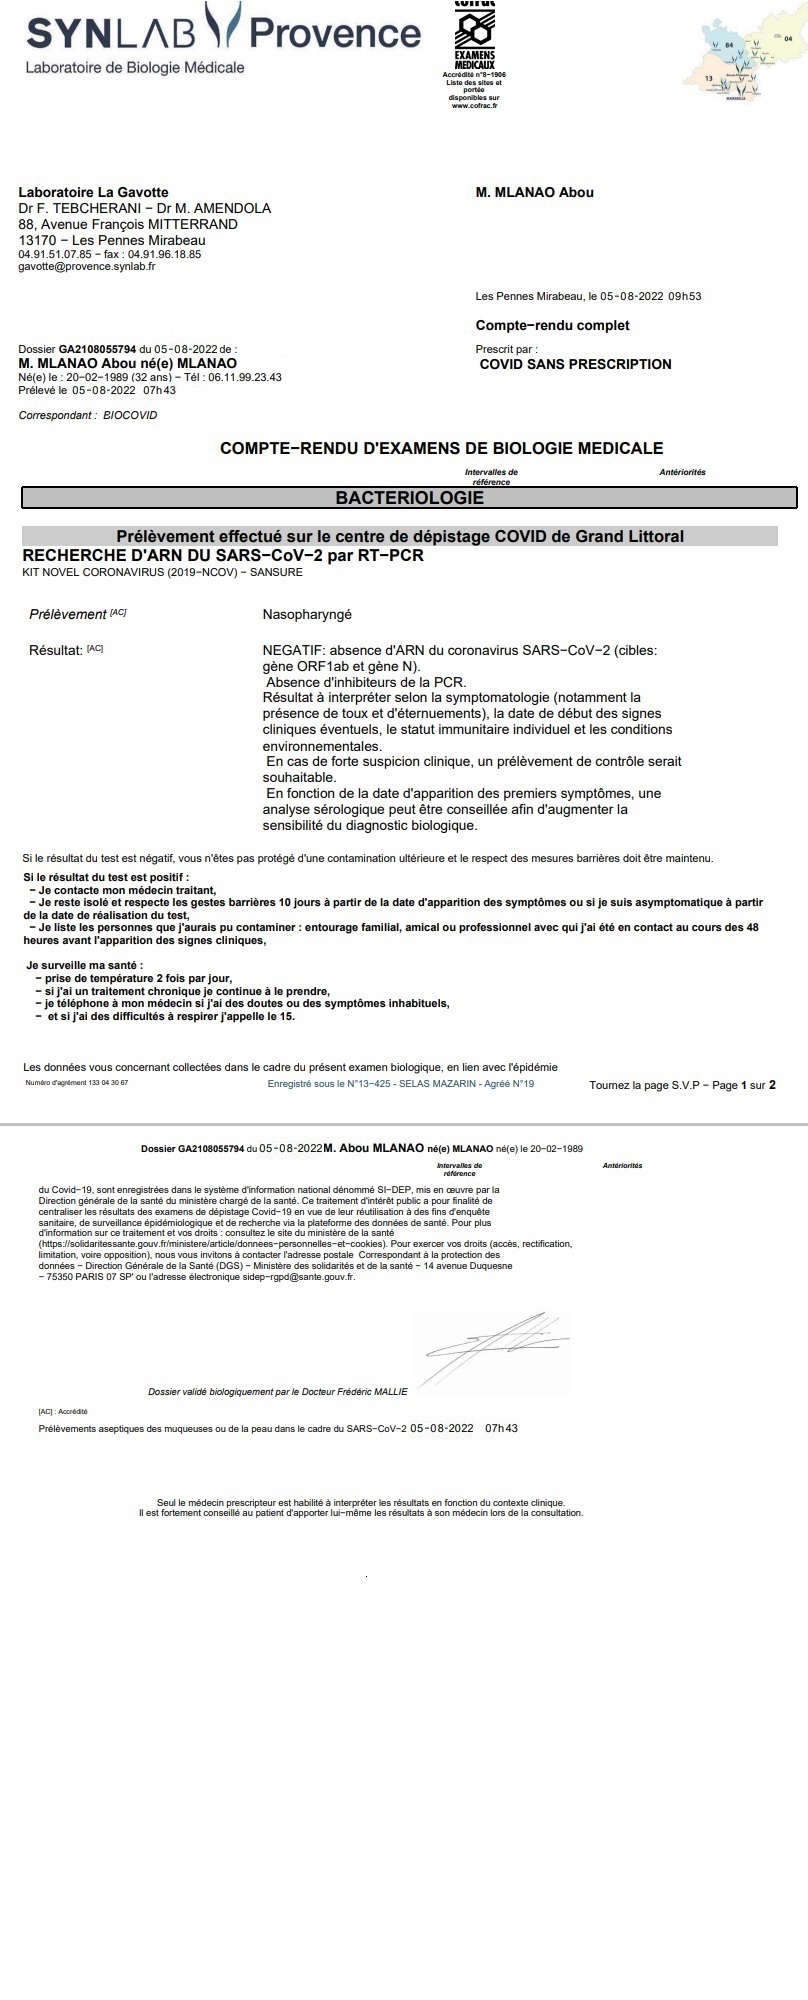 SYNLAB Provence
Laboratoire de Biologie Médicale
cofrac
EXAMENS
MEDICAUX
Accrédité n°8−1906
Liste des sites et
portée
disponibles sur
www.cofrac.fr
84
04
13
MARSEILLE
Laboratoire La Gavotte
Dr F. TEBCHERANI − Dr M. AMENDOLA
88, Avenue François MITTERRAND
13170 − Les Pennes Mirabeau
04.91.51.07.85 − fax : 04.91.96.18.85
gavotte@provence.synlab.fr
M. MLANAO Abou
Les Pennes Mirabeau, le 05-08-2022 09h53
Compte−rendu complet
Prescrit par :
COVID SANS PRESCRIPTION
Dossier GA2108055794 du 05-08-2022 de :
M. MLANAO Abou né(e) MLANAO
Né(e) le : 20−02−1989 (32 ans) − Tél : 06.11.99.23.43
Prélevé le 05-08-2022 07h43
Correspondant : BIOCOVID
COMPTE−RENDU D'EXAMENS DE BIOLOGIE MEDICALE
Intervalles de
référence
Antériorités
BACTERIOLOGIE
Prélèvement effectué sur le centre de dépistage COVID de Grand Littoral
RECHERCHE D'ARN DU SARS−CoV−2 par RT−PCR
KIT NOVEL CORONAVIRUS (2019−NCOV) − SANSURE
Prélèvement [AC] Nasopharyngé
Résultat: [AC] NEGATIF: absence d'ARN du coronavirus SARS−CoV−2 (cibles:
gène ORF1ab et gène N).
Absence d'inhibiteurs de la PCR.
Résultat à interpréter selon la symptomatologie (notamment la
présence de toux et d'éternuements), la date de début des signes
cliniques éventuels, le statut immunitaire individuel et les conditions
environnementales.
En cas de forte suspicion clinique, un prélèvement de contrôle serait
souhaitable.
En fonction de la date d'apparition des premiers symptômes, une
analyse sérologique peut être conseillée afin d'augmenter la
sensibilité du diagnostic biologique.
Si le résultat du test est négatif, vous n'êtes pas protégé d'une contamination ultérieure et le respect des mesures barrières doit être maintenu.
Si le résultat du test est positif :
− Je contacte mon médecin traitant,
− Je reste isolé et respecte les gestes barrières 10 jours à partir de la date d'apparition des symptômes ou si je suis asymptomatique à partir
de la date de réalisation du test,
− Je liste les personnes que j'aurais pu contaminer : entourage familial, amical ou professionnel avec qui j'ai été en contact au cours des 48
heures avant l'apparition des signes cliniques,
Je surveille ma santé :
− prise de température 2 fois par jour,
− si j'ai un traitement chronique je continue à le prendre,
− je téléphone à mon médecin si j'ai des doutes ou des symptômes inhabituels,
− et si j'ai des difficultés à respirer j'appelle le 15.
Les données vous concernant collectées dans le cadre du présent examen biologique, en lien avec l'épidémie
Numéro d'agrément 133 04 30 67
Enregistré sous le N°13−425 - SELAS MAZARIN - Agréé N°19
Tournez la page S.V.P − Page 1 sur 2
Dossier GA2108055794 du 05-08-2022 M. Abou MLANAO né(e) MLANAO né(e) le 20−02−1989
Intervalles de
référence
Antériorités
du Covid−19, sont enregistrées dans le système d'information national dénommé SI−DEP, mis en œuvre par la
Direction générale de la santé du ministère chargé de la santé. Ce traitement d'intérêt public a pour finalité de
centraliser les résultats des examens de dépistage Covid−19 en vue de leur réutilisation à des fins d'enquête
sanitaire, de surveillance épidémiologique et de recherche via la plateforme des données de santé. Pour plus
d'information sur ce traitement et vos droits : consultez le site du ministère de la santé
(https://solidaritessante.gouv.fr/ministere/article/donnees−personnelles−et−cookies). Pour exercer vos droits (accès, rectification,
limitation, voire opposition), nous vous invitons à contacter l'adresse postale Correspondant à la protection des
données − Direction Générale de la Santé (DGS) − Ministère des solidarités et de la santé − 14 avenue Duquesne
− 75350 PARIS 07 SP' ou l'adresse électronique sidep−rgpd@sante.gouv.fr.
Dossier validé biologiquement par le Docteur Frédéric MALLIE
[AC] : Accrédité
Prélèvements aseptiques des muqueuses ou de la peau dans le cadre du SARS−CoV−2 05-08-2022 07h43
Seul le médecin prescripteur est habilité à interpréter les résultats en fonction du contexte clinique.
Il est fortement conseillé au patient d'apporter lui−même les résultats à son médecin lors de la consultation.